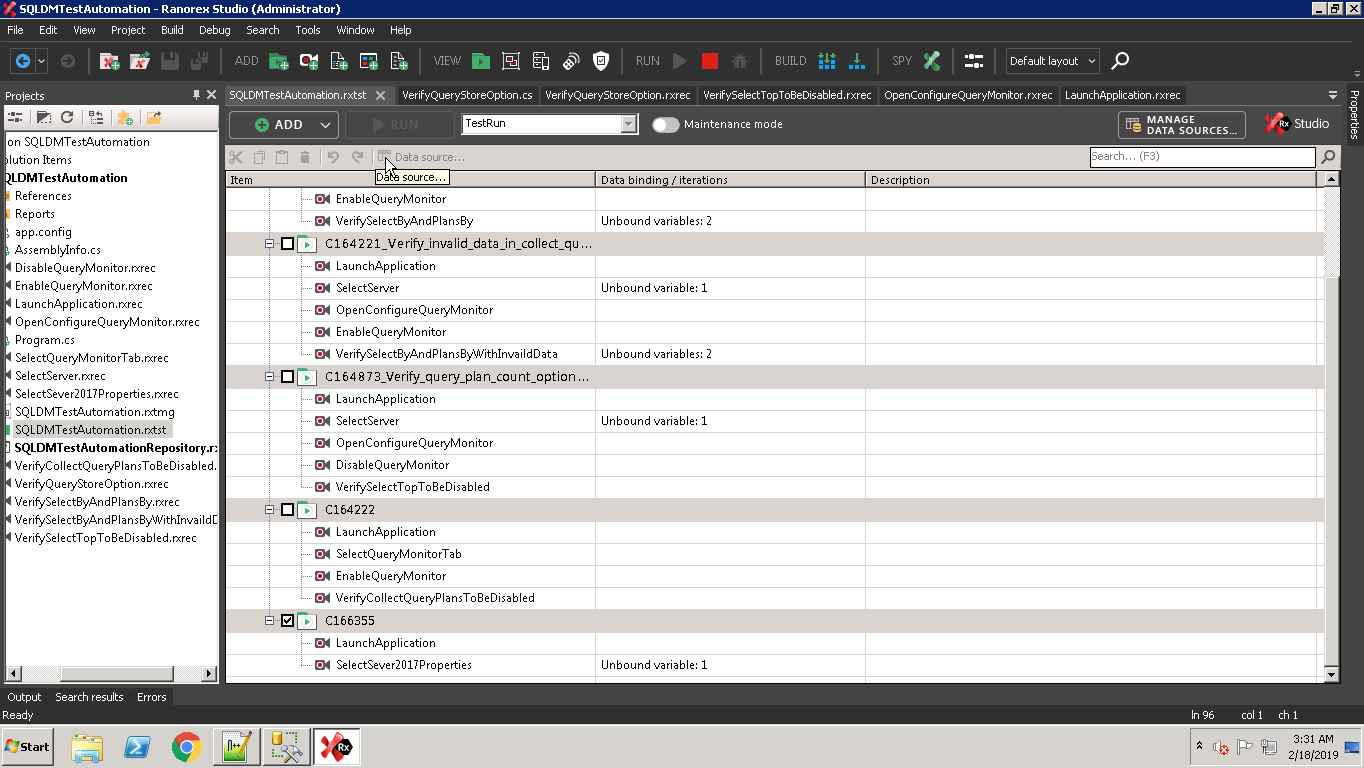 SQLDMTestAutomation - Ranorex Studio (Administrator)
File Edit View Project Build Debug Search Tools Window Help
ADD VIEW RUN BUILD SPY Default layout
Projects
SQLDMTestAutomation.rxtst VerifyQueryStoreOption.cs VerifyQueryStoreOption.rxrec VerifySelectTopToBeDisabled.rxrec OpenConfigureQueryMonitor.rxrec LaunchApplication.rxrec
Properties
ADD RUN TestRun Maintenance mode MANAGE DATA SOURCES... Rx Studio
Data source... Search... (F3)
Data source...
on SQLDMTestAutomation
olution Items
QLDMTestAutomation
References
Reports
app.config
AssemblyInfo.cs
DisableQueryMonitor.rxrec
EnableQueryMonitor.rxrec
LaunchApplication.rxrec
OpenConfigureQueryMonitor.rxrec
Program.cs
SelectQueryMonitorTab.rxrec
SelectServer.rxrec
SelectSever2017Properties.rxrec
SQLDMTestAutomation.rxtmg
SQLDMTestAutomation.rxtst
SQLDMTestAutomationRepository.r
VerifyCollectQueryPlansToBeDisabled.
VerifyQueryStoreOption.rxrec
VerifySelectByAndPlansBy.rxrec
VerifySelectByAndPlansByWithInvaildD
VerifySelectTopToBeDisabled.rxrec
Item Data binding / iterations Description
EnableQueryMonitor
VerifySelectByAndPlansBy Unbound variables: 2
C164221_Verify_invalid_data_in_collect_qu...
LaunchApplication
SelectServer Unbound variable: 1
OpenConfigureQueryMonitor
EnableQueryMonitor
VerifySelectByAndPlansByWithInvaildData Unbound variables: 2
C164873_Verify_query_plan_count_option...
LaunchApplication
SelectServer Unbound variable: 1
OpenConfigureQueryMonitor
DisableQueryMonitor
VerifySelectTopToBeDisabled
C164222
LaunchApplication
SelectQueryMonitorTab
EnableQueryMonitor
VerifyCollectQueryPlansToBeDisabled
C166355
LaunchApplication
SelectSever2017Properties Unbound variable: 1
Output Search results Errors
Ready ln 96 col 1 ch 1
Start Rx 3:31 AM
2/18/2019